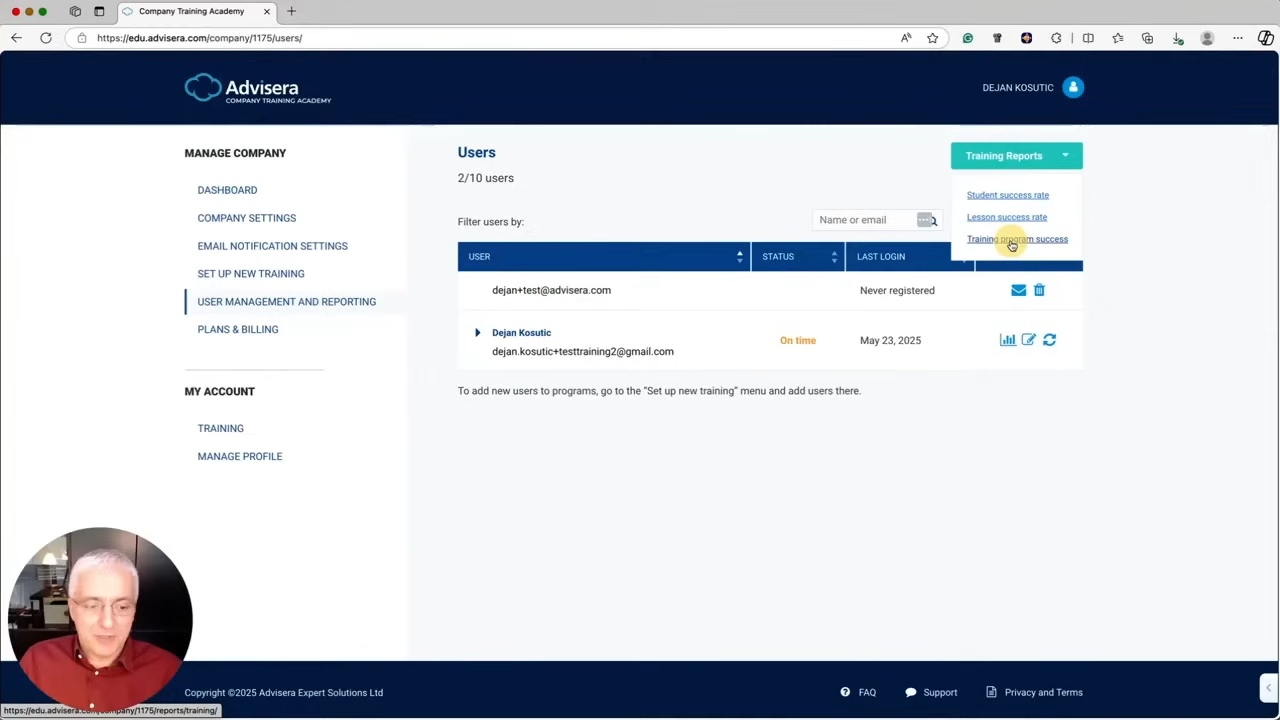 Company Training Academy
https://edu.advisera.com/company/1175/users/
Advisera
COMPANY TRAINING ACADEMY
DEJAN KOSUTIC
MANAGE COMPANY
DASHBOARD
COMPANY SETTINGS
EMAIL NOTIFICATION SETTINGS
SET UP NEW TRAINING
USER MANAGEMENT AND REPORTING
PLANS & BILLING
MY ACCOUNT
TRAINING
MANAGE PROFILE
Users
2/10 users
Training Reports
Student success rate
Lesson success rate
Training program success
Filter users by:
Name or email
USER STATUS LAST LOGIN
dejan+test@advisera.com Never registered
Dejan Kosutic
dejan.kosutic+testtraining2@gmail.com
On time May 23, 2025
To add new users to programs, go to the "Set up new training" menu and add users there.
Copyright ©2025 Advisera Expert Solutions Ltd
FAQ Support Privacy and Terms
https://edu.advisera.com/company/1175/reports/training/